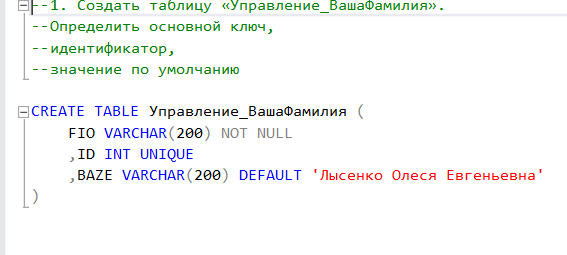 --1. Создать таблицу «Управление_ВашаФамилия».
--Определить основной ключ,
--идентификатор,
--значение по умолчанию
CREATE TABLE Управление_ВашаФамилия (
FIO VARCHAR(200) NOT NULL
,ID INT UNIQUE
,BAZE VARCHAR(200) DEFAULT 'Лысенко Олеся Евгеньевна'
)